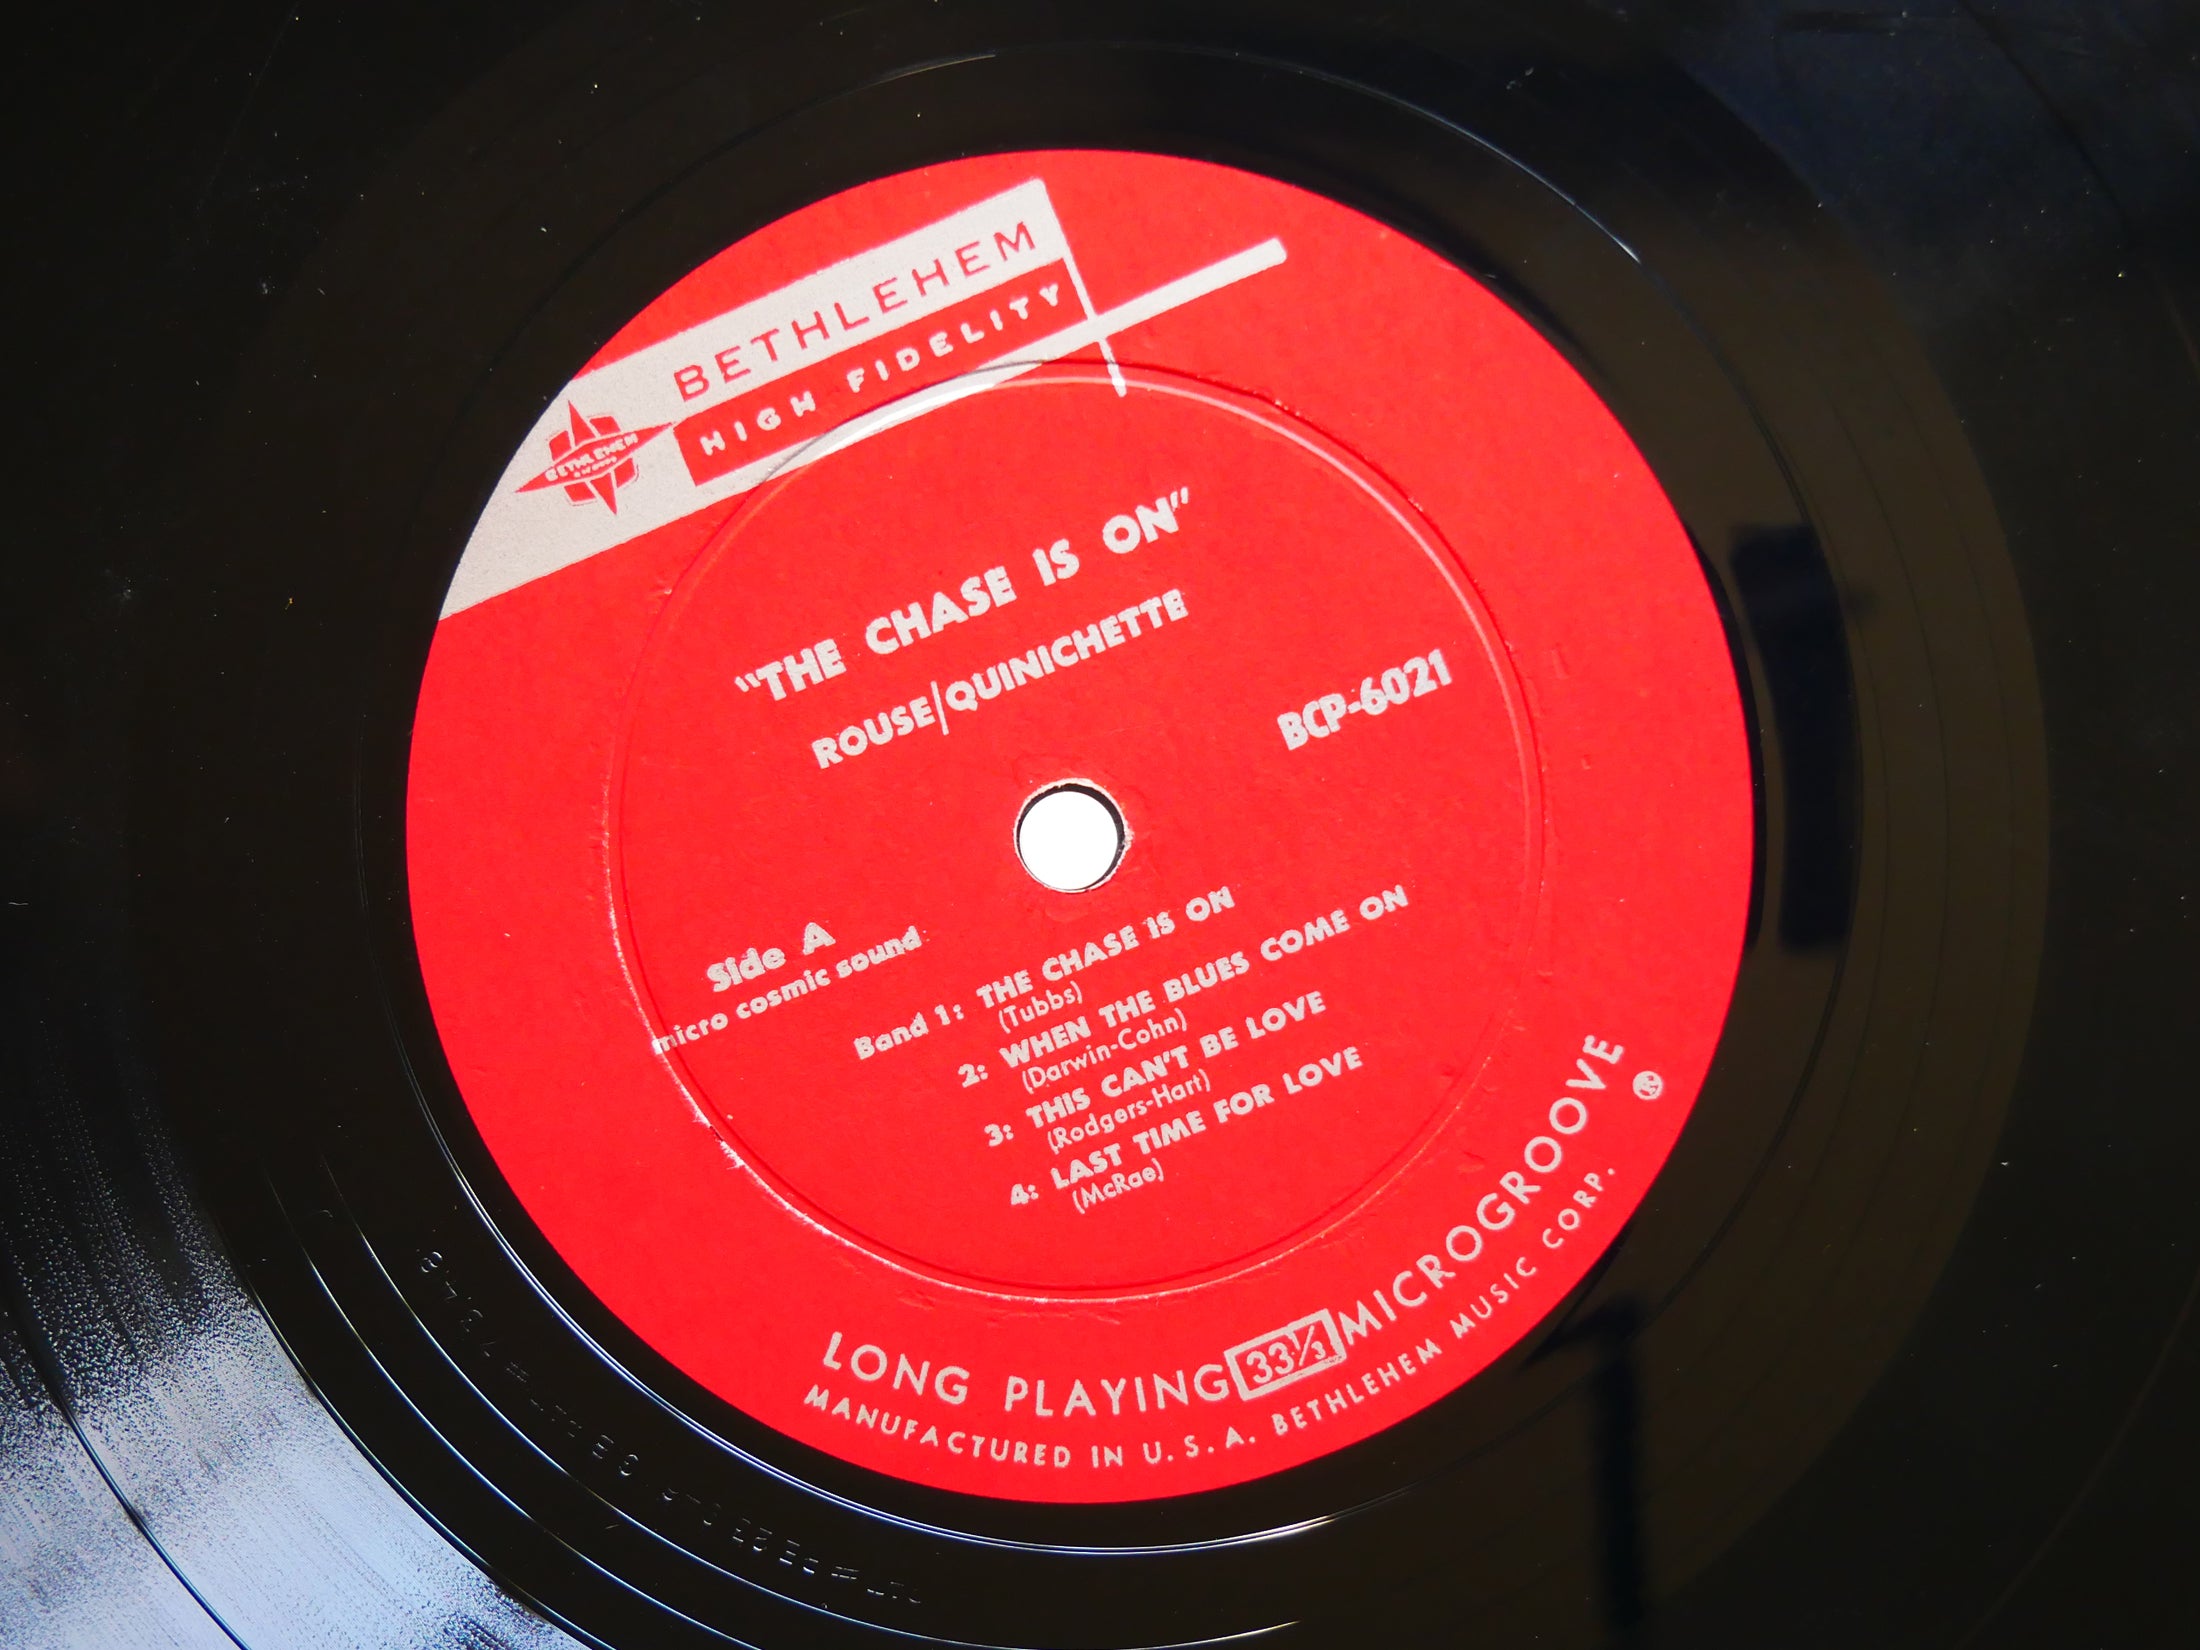 BETHLEHEM
HIGH FIDELITY
BETHLEHEM
"THE CHASE IS ON"
ROUSE/QUINICHETTE
BCP-6021
Side A
micro cosmic sound
Band 1: THE CHASE IS ON
(Tubbs)
2: WHEN THE BLUES COME ON
(Darwin-Cohn)
3: THIS CAN'T BE LOVE
(Rodgers-Hart)
4: LAST TIME FOR LOVE
(McRae)
LONG PLAYING 33⅓ MICROGROOVE
MANUFACTURED IN U.S.A. BETHLEHEM MUSIC CORP.